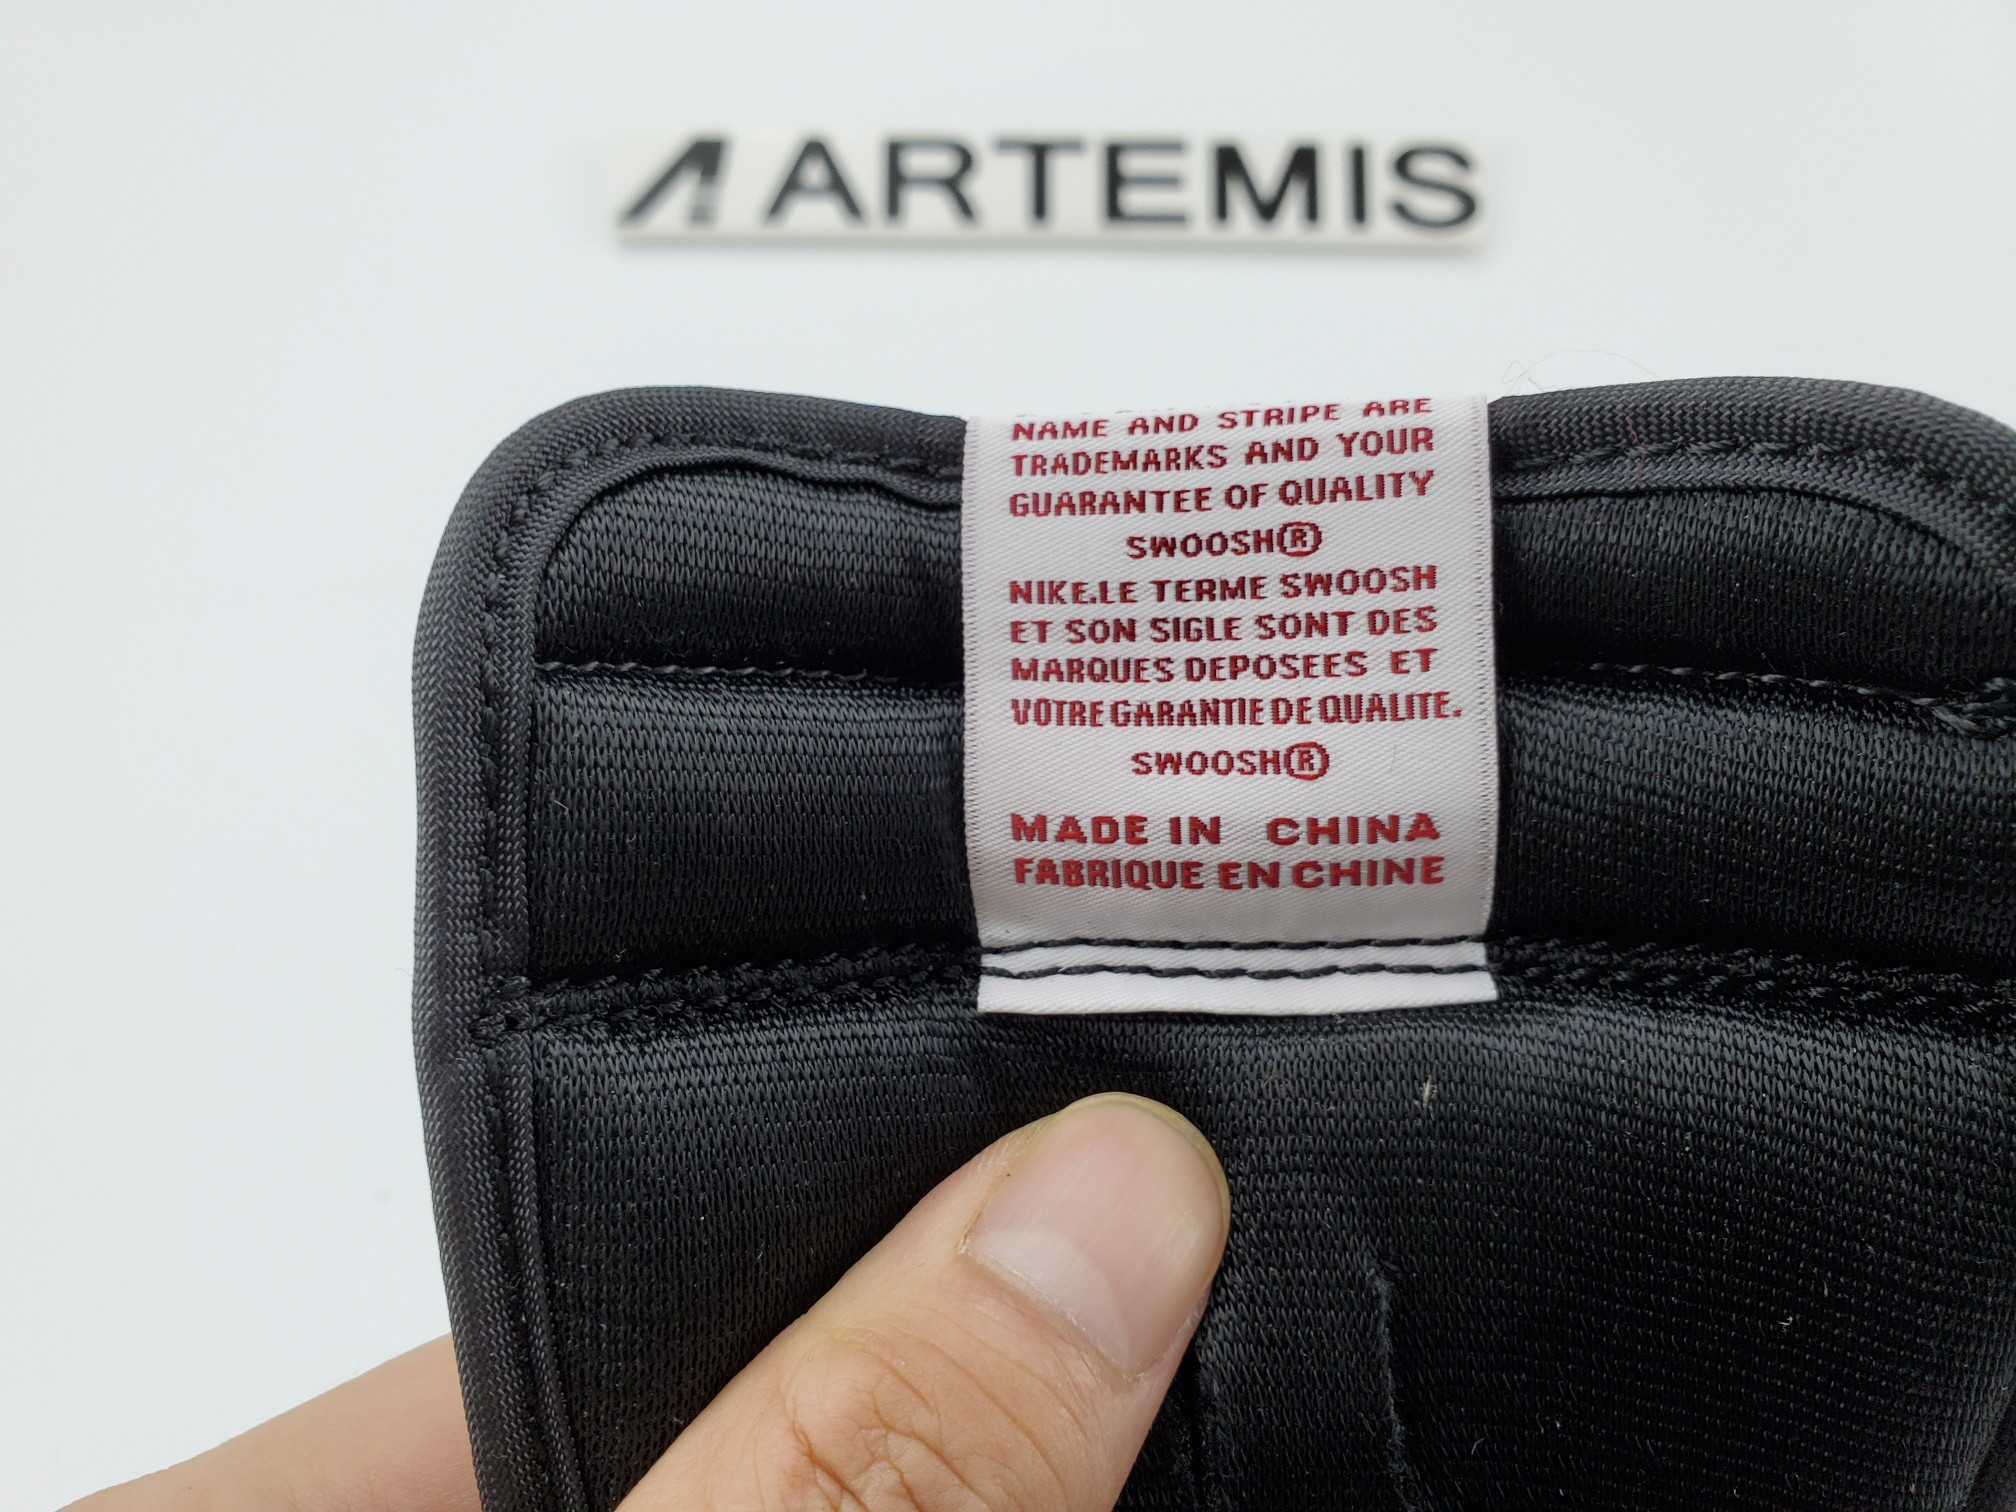 ARTEMIS
NAME AND STRIPE ARE
TRADEMARKS AND YOUR
GUARANTEE OF QUALITY
SWOOSH®
NIKE.LE TERME SWOOSH
ET SON SIGLE SONT DES
MARQUES DEPOSEES ET
VOTRE GARANTIE DE QUALITE.
SWOOSH®
MADE IN CHINA
FABRIQUE EN CHINE